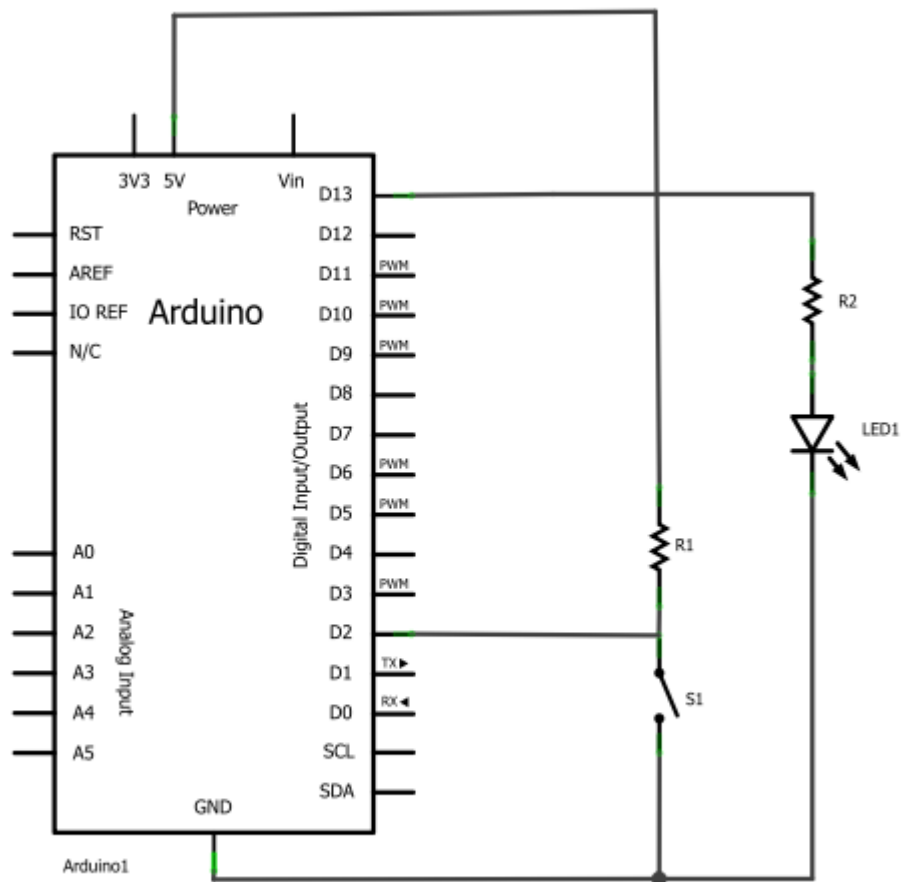 3V3 5V Vin
Power
D13
RST D12
AREF D11 PWM
IO REF Arduino D10 PWM
N/C D9 PWM
R2
D8
LED1
D7
D6 PWM
Digital Input/Output
D5 PWM
R1
A0 D4
A1 D3 PWM
A2 D2
Analog Input
A3 D1 TX▶
A4 D0 RX◀
S1
A5 SCL
SDA
GND
Arduino1